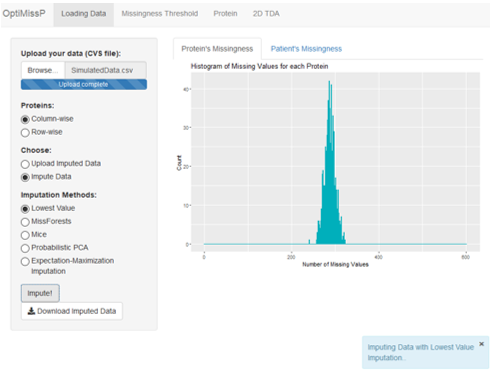 OptiMissP Loading Data Missingness Threshold Protein 2D TDA
Upload your data (CVS file):
Browse... SimulatedData.csv
Upload complete
Proteins:
Column-wise
Row-wise
Choose:
Upload Imputed Data
Impute Data
Imputation Methods:
Lowest Value
MissForests
Mice
Probabilistic PCA
Expectation-Maximization
Imputation
Impute!
Download Imputed Data
Protein's Missingness Patient's Missingness
Histogram of Missing Values for each Protein
Count
40
30
20
10
0
0 200 400 600
Number of Missing Values
Imputing Data with Lowest Value ×
Imputation..